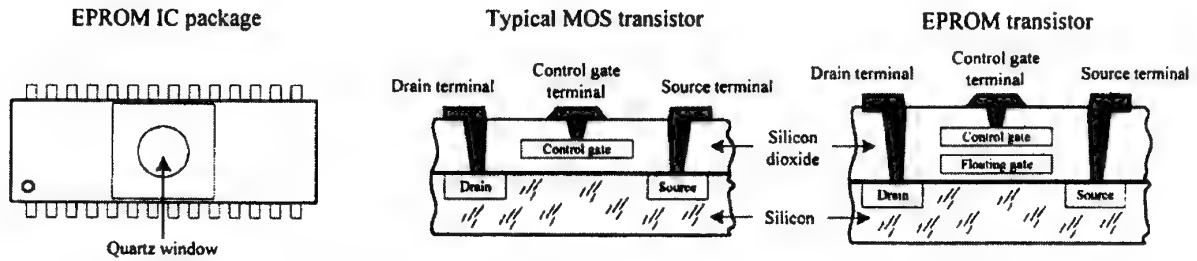 EPROM IC package
Quartz window
Typical MOS transistor
Drain terminal
Control gate
terminal
Source terminal
Control gate
Drain
Source
Silicon
dioxide
Silicon
EPROM transistor
Drain terminal
Control gate
terminal
Source terminal
Control gate
Floating gate
Drain
Source